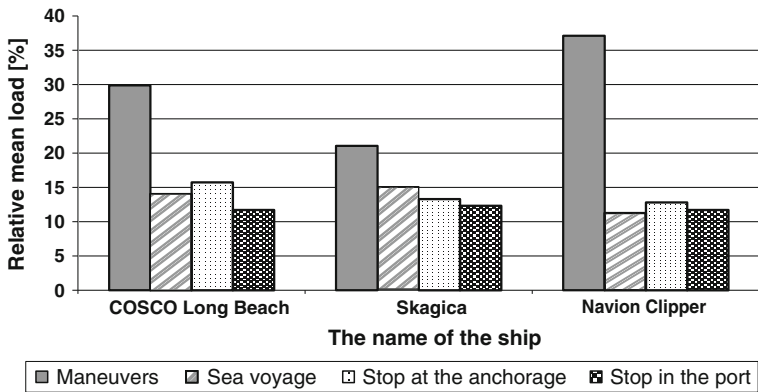 Relative mean load [%]
40
35
30
25
20
15
10
5
0
COSCO Long Beach
Skagica
Navion Clipper
The name of the ship
Maneuvers
Sea voyage
Stop at the anchorage
Stop in the port